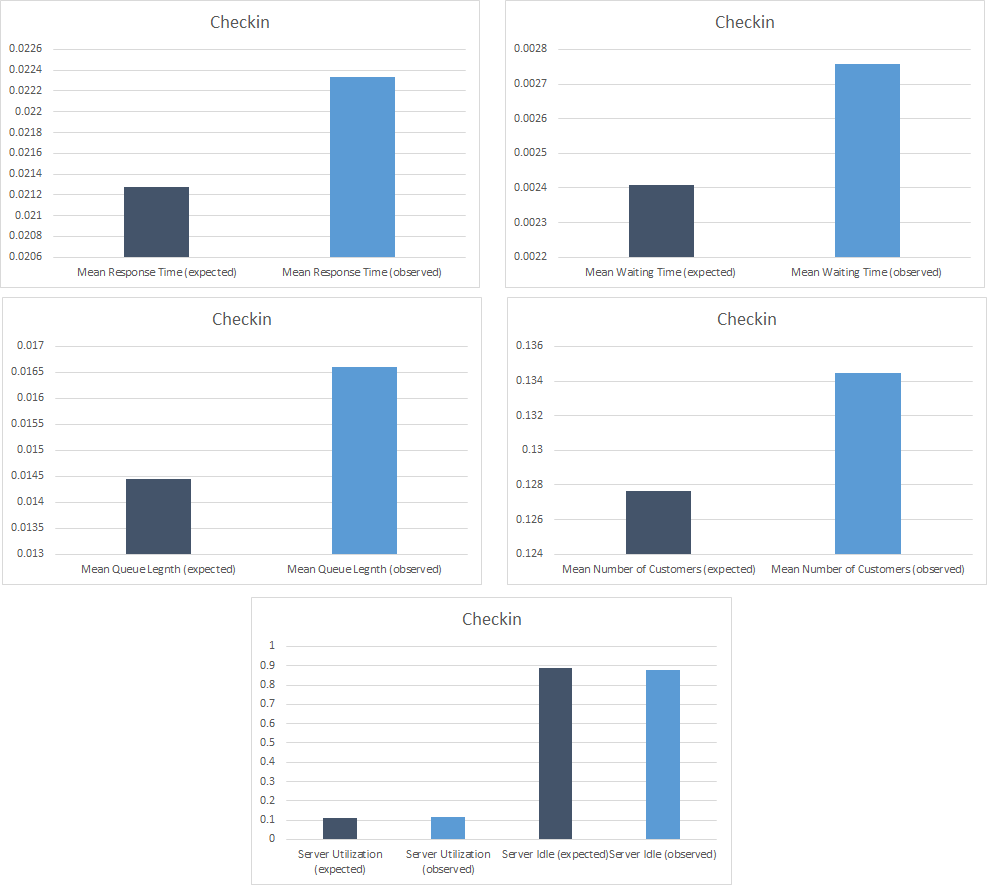 Checkin
0.0226
0.0224
0.0222
0.022
0.0218
0.0216
0.0214
0.0212
0.021
0.0208
0.0206
Mean Response Time (expected)
Mean Response Time (observed)
Checkin
0.0028
0.0027
0.0026
0.0025
0.0024
0.0023
0.0022
Mean Waiting Time (expected)
Mean Waiting Time (observed)
Checkin
0.017
0.0165
0.016
0.0155
0.015
0.0145
0.014
0.0135
0.013
Mean Queue Legnth (expected)
Mean Queue Legnth (observed)
Checkin
0.136
0.134
0.132
0.13
0.128
0.126
0.124
Mean Number of Customers (expected)
Mean Number of Customers (observed)
Checkin
1
0.9
0.8
0.7
0.6
0.5
0.4
0.3
0.2
0.1
0
Server Utilization
(expected)
Server Utilization
(observed)
Server Idle (expected)
Server Idle (observed)